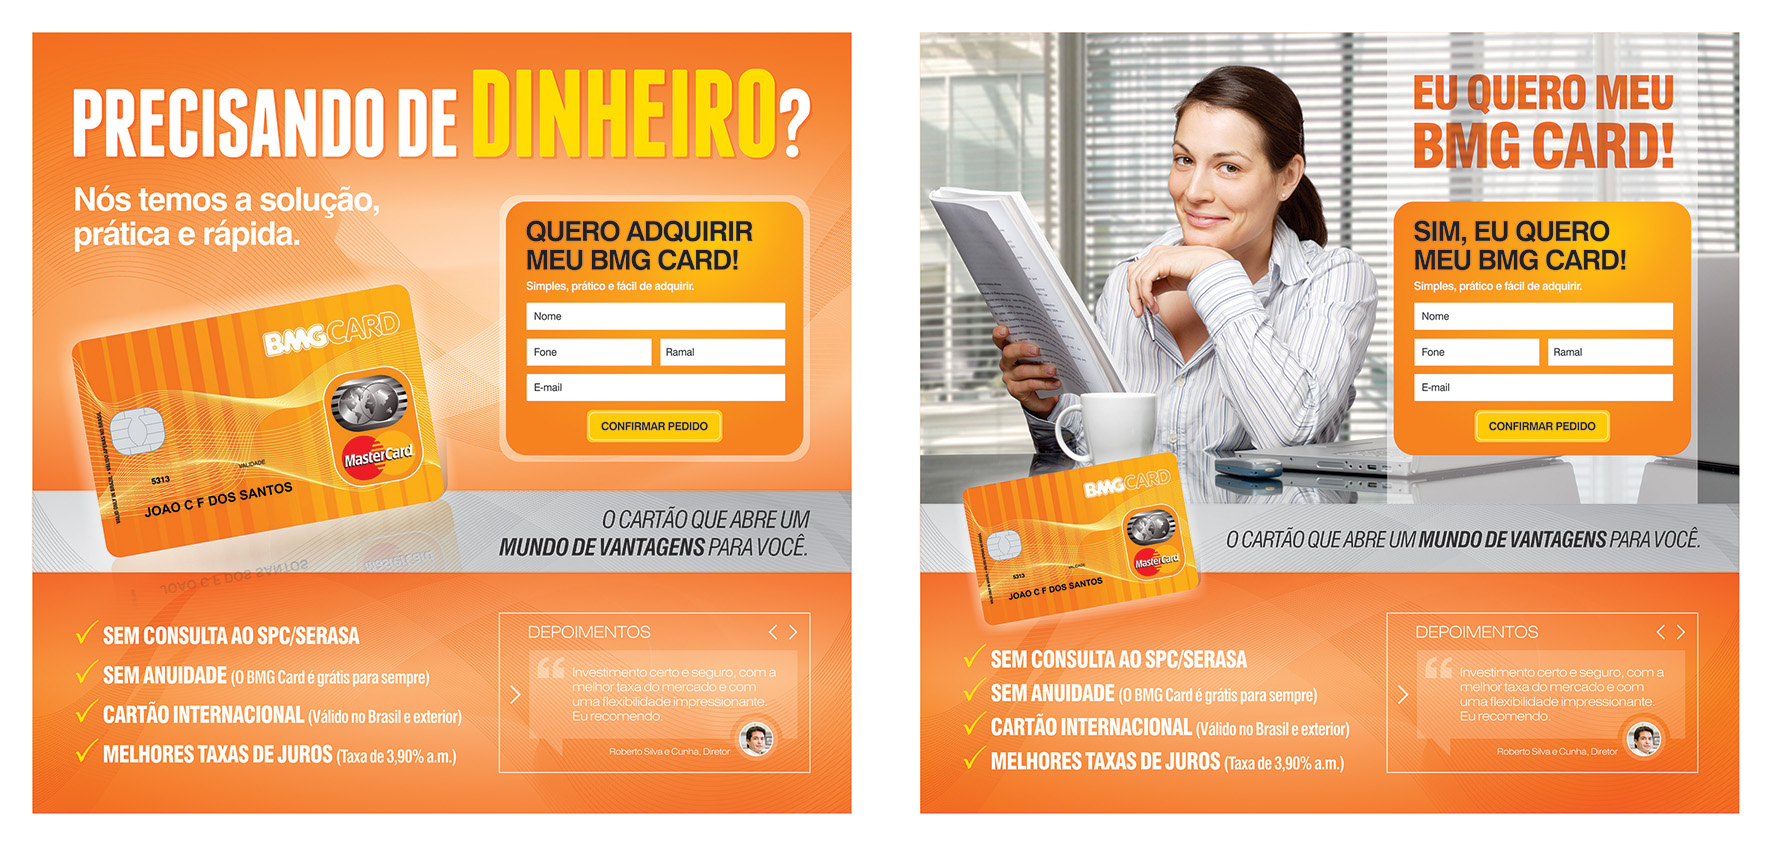 PRECISANDO DE DINHEIRO?
Nós temos a solução,
prática e rápida.
QUERO ADQUIRIR
MEU BMG CARD!
Simples, prático e fácil de adquirir.
Nome
Fone
Ramal
E-mail
CONFIRMAR PEDIDO
BMGCARD
MasterCard
VALIDADE
5313
JOAO C F DOS SANTOS
O CARTÃO QUE ABRE UM
MUNDO DE VANTAGENS PARA VOCÊ.
SEM CONSULTA AO SPC/SERASA
SEM ANUIDADE (O BMG Card é grátis para sempre)
CARTÃO INTERNACIONAL (Válido no Brasil e exterior)
MELHORES TAXAS DE JUROS (Taxa de 3,90% a.m.)
DEPOIMENTOS
Investimento certo e seguro, com a
melhor taxa do mercado e com
uma flexibilidade impressionante.
Eu recomendo.
Roberto Silva e Cunha, Diretor
EU QUERO MEU
BMG CARD!
SIM, EU QUERO
MEU BMG CARD!
Simples, prático e fácil de adquirir.
Nome
Fone
Ramal
E-mail
CONFIRMAR PEDIDO
BMGCARD
MasterCard
VALIDADE
5313
JOAO C F DOS SANTOS
O CARTÃO QUE ABRE UM MUNDO DE VANTAGENS PARA VOCÊ.
SEM CONSULTA AO SPC/SERASA
SEM ANUIDADE (O BMG Card é grátis para sempre)
CARTÃO INTERNACIONAL (Válido no Brasil e exterior)
MELHORES TAXAS DE JUROS (Taxa de 3,90% a.m.)
DEPOIMENTOS
Investimento certo e seguro, com a
melhor taxa do mercado e com
uma flexibilidade impressionante.
Eu recomendo.
Roberto Silva e Cunha, Diretor